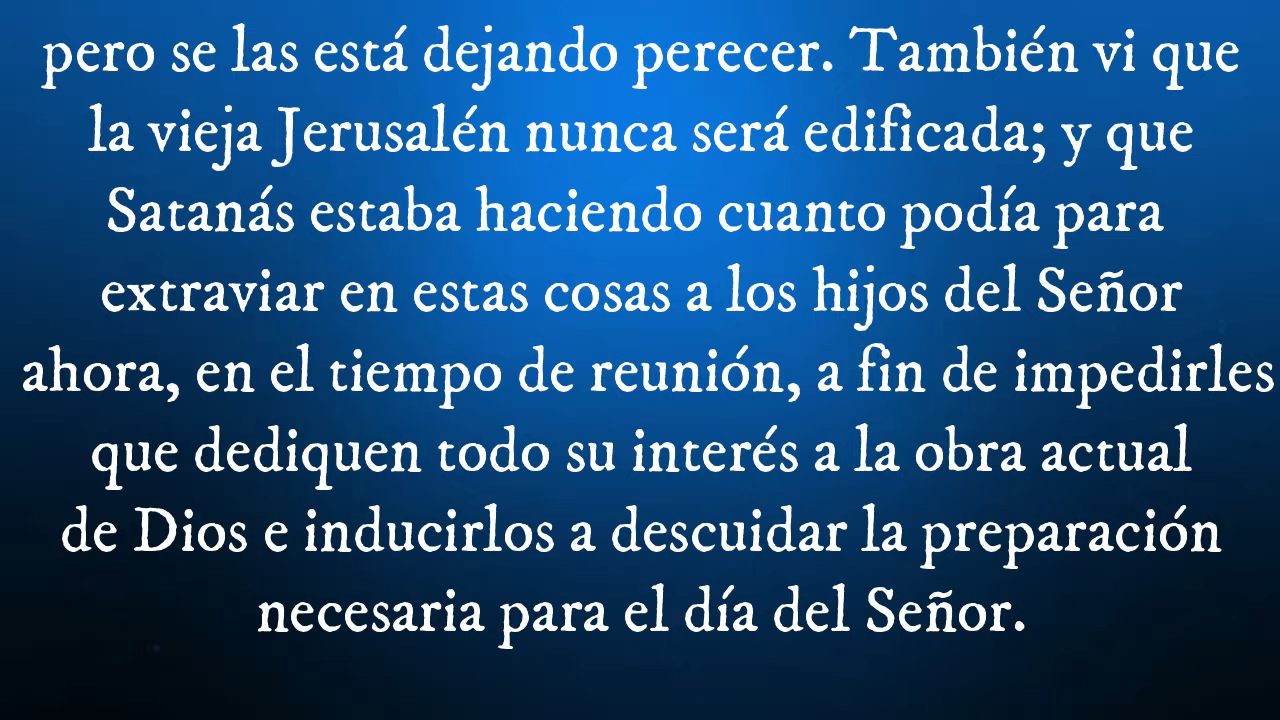 pero se las está dejando perecer. También vi que
la vieja Jerusalén nunca será edificada; y que
Satanás estaba haciendo cuanto podía para
extraviar en estas cosas a los hijos del Señor
ahora, en el tiempo de reunión, a fin de impedirles
que dediquen todo su interés a la obra actual
de Dios e inducirlos a descuidar la preparación
necesaria para el día del Señor.